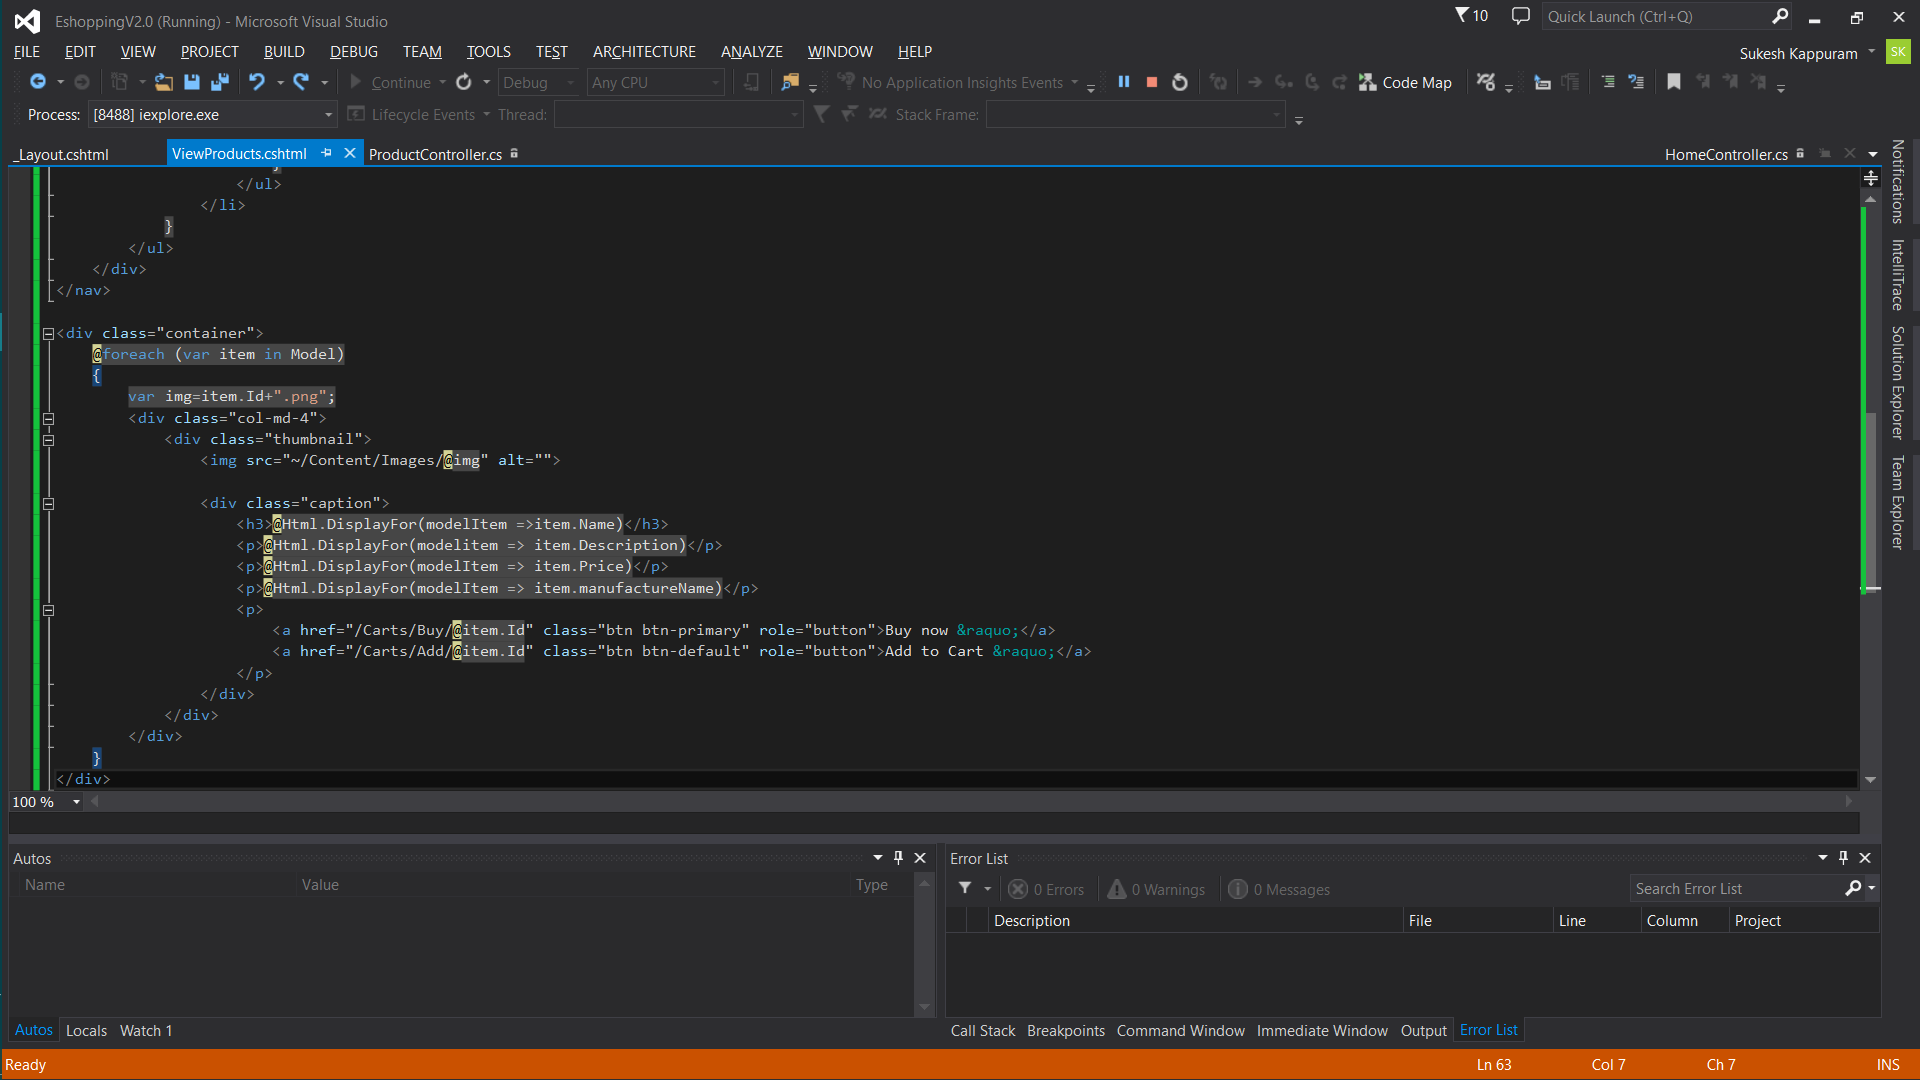 EshoppingV2.0 (Running) - Microsoft Visual Studio
10
Quick Launch (Ctrl+Q)
FILE EDIT VIEW PROJECT BUILD DEBUG TEAM TOOLS TEST ARCHITECTURE ANALYZE WINDOW HELP
Sukesh Kappuram
SK
Continue Debug Any CPU No Application Insights Events Code Map
Process: [8488] iexplore.exe Lifecycle Events Thread: Stack Frame:
_Layout.cshtml ViewProducts.cshtml ProductController.cs HomeController.cs
}
</ul>
</li>
}
</ul>
</div>
</nav>
<div class="container">
@foreach (var item in Model)
{
var img=item.Id+".png";
<div class="col-md-4">
<div class="thumbnail">
<img src="~/Content/Images/@img" alt="">
<div class="caption">
<h3>@Html.DisplayFor(modelItem =>item.Name)</h3>
<p>@Html.DisplayFor(modelitem => item.Description)</p>
<p>@Html.DisplayFor(modelItem => item.Price)</p>
<p>@Html.DisplayFor(modelItem => item.manufactureName)</p>
<p>
<a href="/Carts/Buy/@item.Id" class="btn btn-primary" role="button">Buy now &raquo;</a>
<a href="/Carts/Add/@item.Id" class="btn btn-default" role="button">Add to Cart &raquo;</a>
</p>
</div>
</div>
</div>
}
</div>
100 %
Notifications
IntelliTrace
Solution Explorer
Team Explorer
Autos
Name Value Type
Autos Locals Watch 1
Error List
0 Errors 0 Warnings 0 Messages
Search Error List
Description File Line Column Project
Call Stack Breakpoints Command Window Immediate Window Output Error List
Ready Ln 63 Col 7 Ch 7 INS